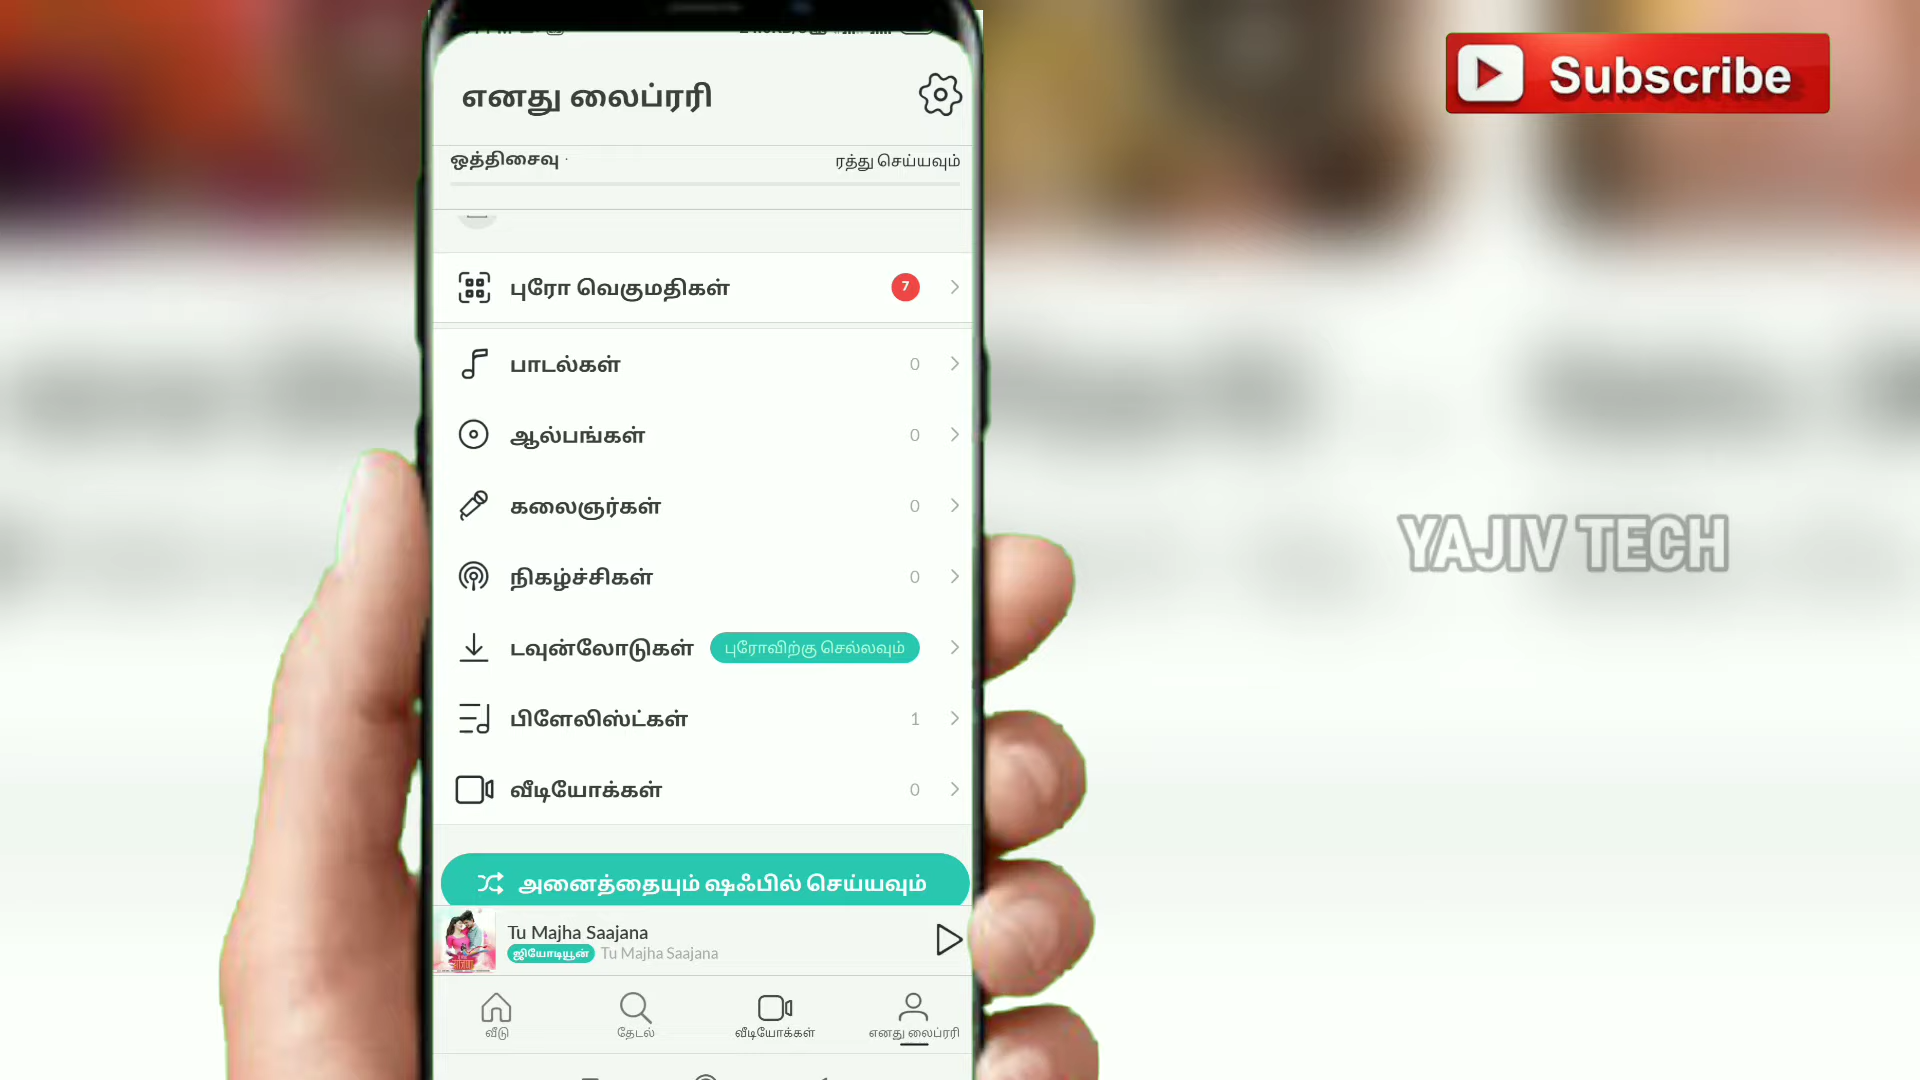 Subscribe
எனது லைப்ரரி
ஒத்திசைவு ·
ரத்து செய்யவும்
புரோ வெகுமதிகள்
7
பாடல்கள்
0
ஆல்பங்கள்
0
கலைஞர்கள்
0
நிகழ்ச்சிகள்
0
டவுன்லோடுகள்
புரோவிற்கு செல்லவும்
பிளேலிஸ்ட்கள்
1
வீடியோக்கள்
0
YAJIV TECH
அனைத்தையும் ஷஃபில் செய்யவும்
Tu Majha Saajana
ஜியோடியூன் Tu Majha Saajana
வீடு
தேடல்
வீடியோக்கள்
எனது லைப்ரரி